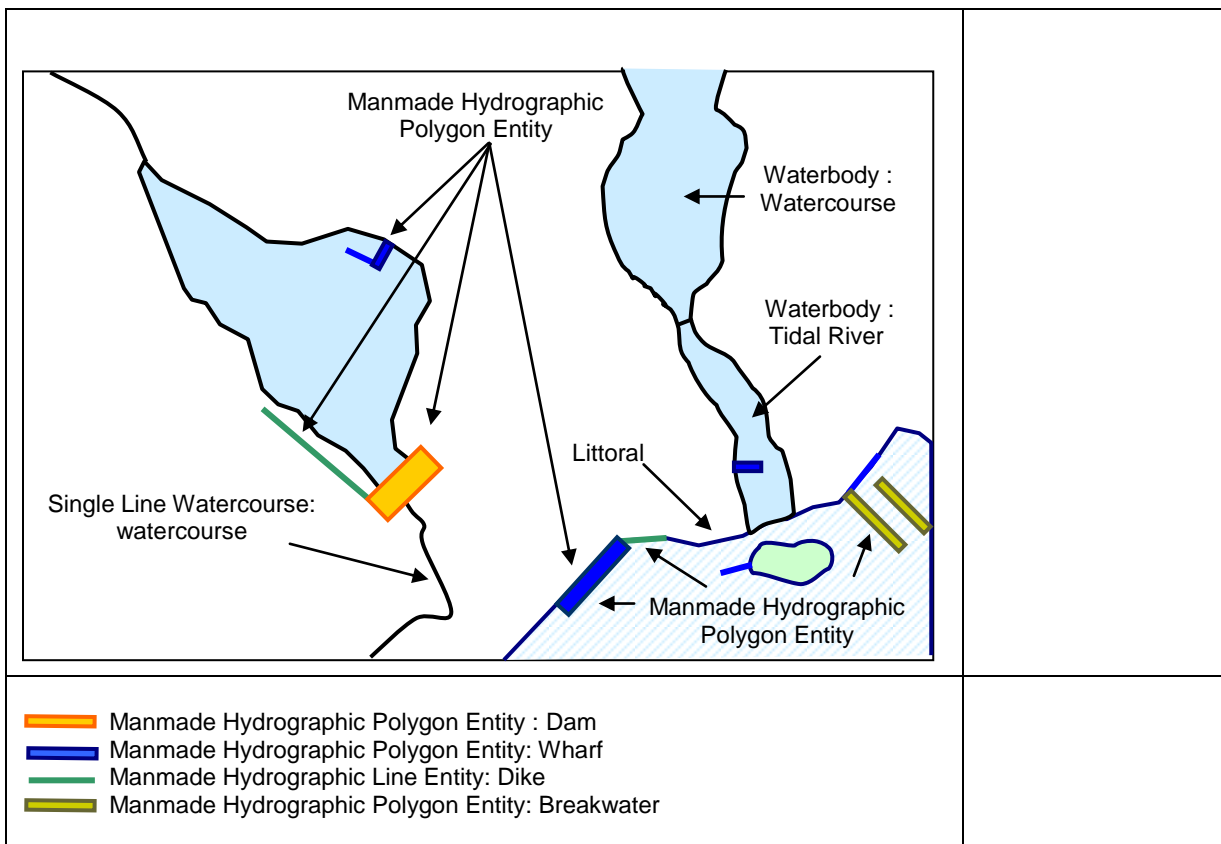 Manmade Hydrographic
Polygon Entity
Waterbody :
Watercourse
Waterbody :
Tidal River
Littoral
Single Line Watercourse:
watercourse
Manmade Hydrographic
Polygon Entity
Manmade Hydrographic Polygon Entity : Dam
Manmade Hydrographic Polygon Entity: Wharf
Manmade Hydrographic Line Entity: Dike
Manmade Hydrographic Polygon Entity: Breakwater